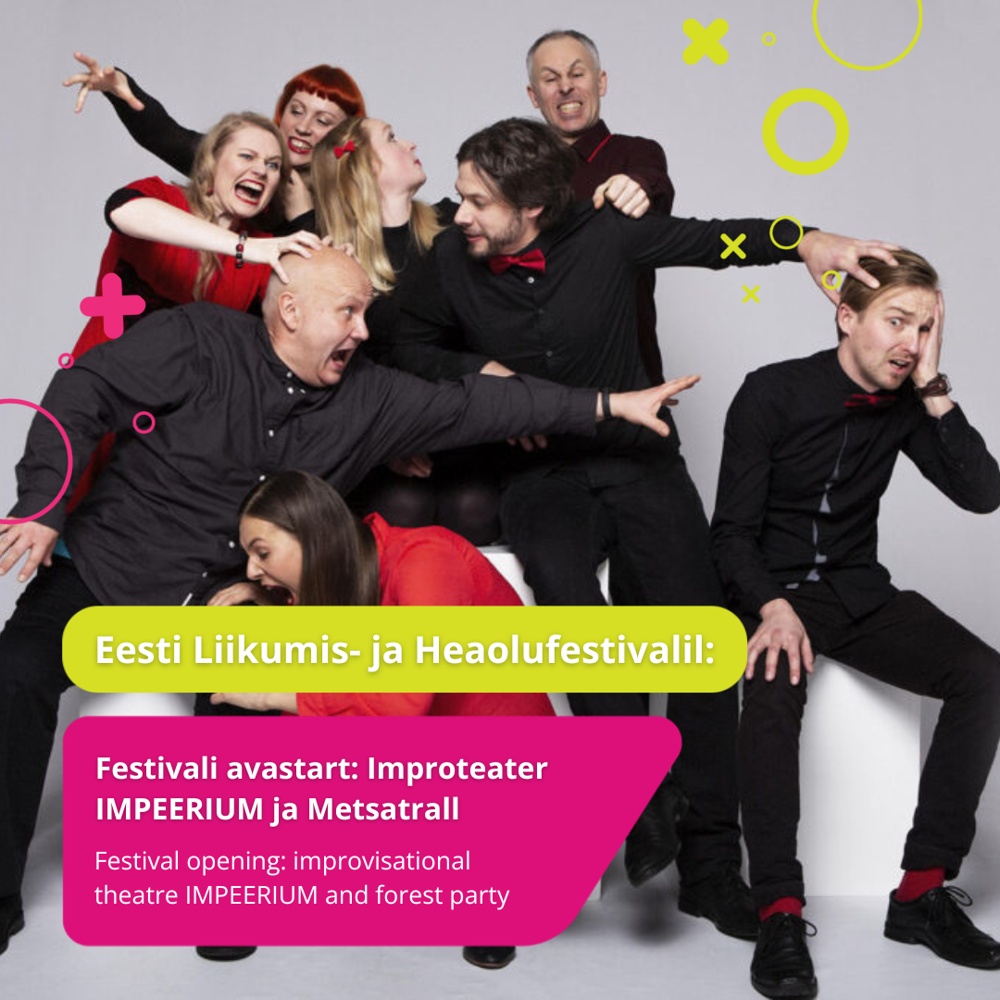 Eesti Liikumis- ja Heaolufestivalil:
Festivali avastart: Improteater
IMPEERIUM ja Metsatrall
Festival opening: improvisational
theatre IMPEERIUM and forest party